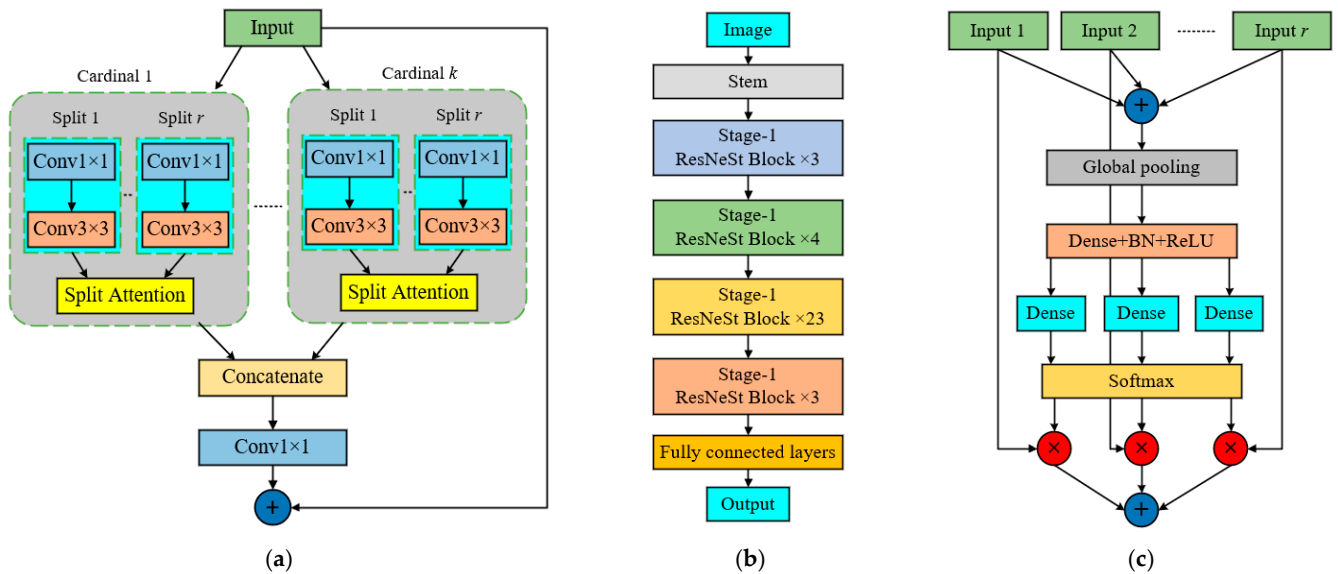 Input
Cardinal 1
Cardinal k
Split 1
Split r
Split 1
Split r
Conv1×1
Conv1×1
Conv1×1
Conv1×1
Conv3×3
Conv3×3
Conv3×3
Conv3×3
Split Attention
Split Attention
Concatenate
Conv1×1
+
(a)
Image
Stem
Stage-1
ResNeSt Block ×3
Stage-1
ResNeSt Block ×4
Stage-1
ResNeSt Block ×23
Stage-1
ResNeSt Block ×3
Fully connected layers
Output
(b)
Input 1
Input 2
Input r
+
Global pooling
Dense+BN+ReLU
Dense
Dense
Dense
Softmax
×
×
×
+
(c)